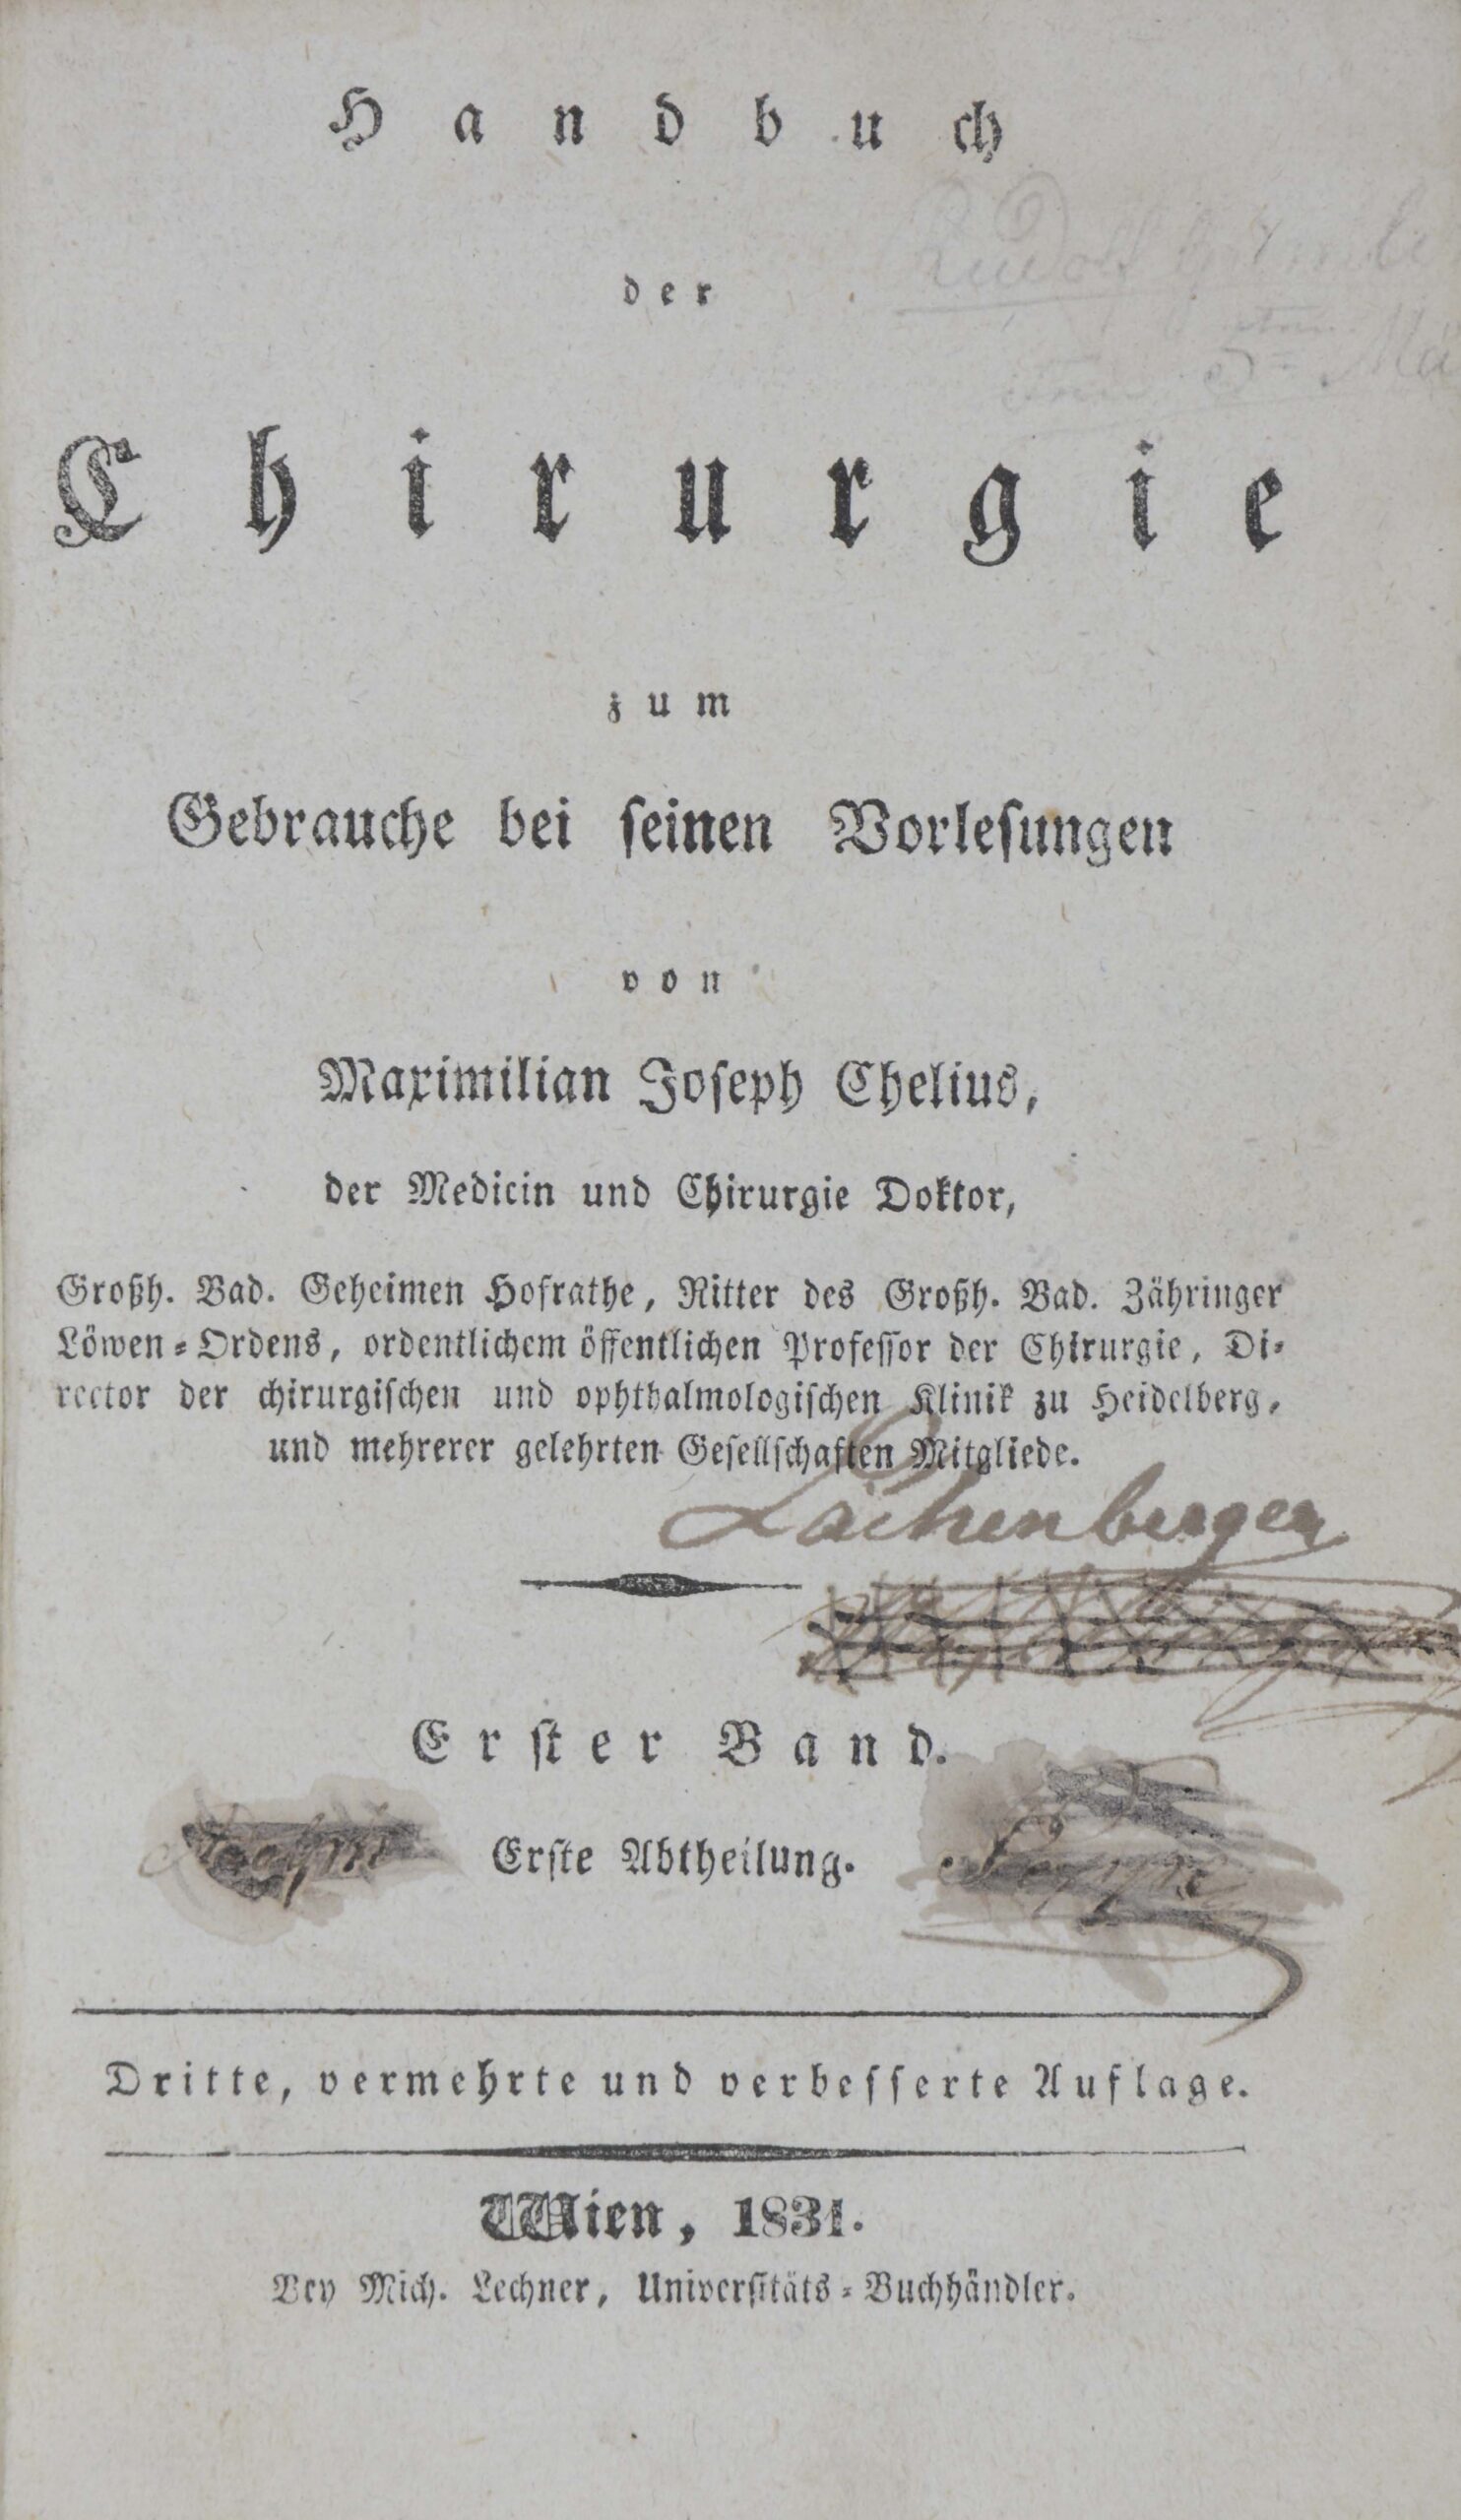 Handbuch
der
Chirurgie
zum
Gebrauche bei seinen Vorlesungen
von
Maximilian Joseph Chelius,
der Medicin und Chirurgie Doktor,
Großh. Bad. Geheimen Hofrathe, Ritter des Großh. Bad. Zähringer
Löwen-Ordens, ordentlichem öffentlichen Professor der Chirurgie, Di-
rector der chirurgischen und ophthalmologischen Klinik zu Heidelberg,
und mehrerer gelehrten Gesellschaften Mitgliede.
Lachenberger
Erster Band.
Erste Abtheilung.
Dritte, vermehrte und verbesserte Auflage.
Wien, 1831.
Bey Mich. Lechner, Universitäts-Buchhändler.